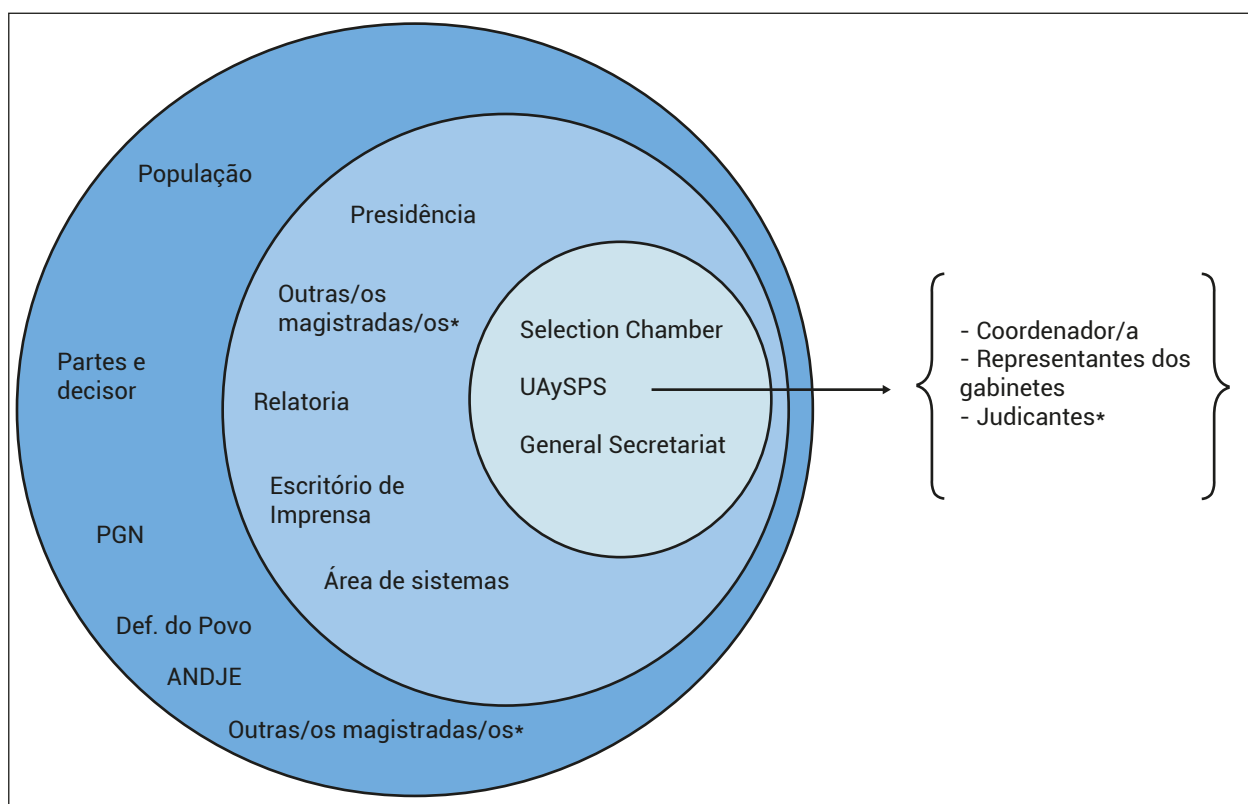 População
Presidência
Outras/os
magistradas/os*
Selection Chamber
Partes e
decisor
UAySPS
Relatoria
General Secretariat
Escritório de
Imprensa
PGN
Área de sistemas
Def. do Povo
ANDJE
Outras/os magistradas/os*
- Coordenador/a
- Representantes dos
gabinetes
- Judicantes*